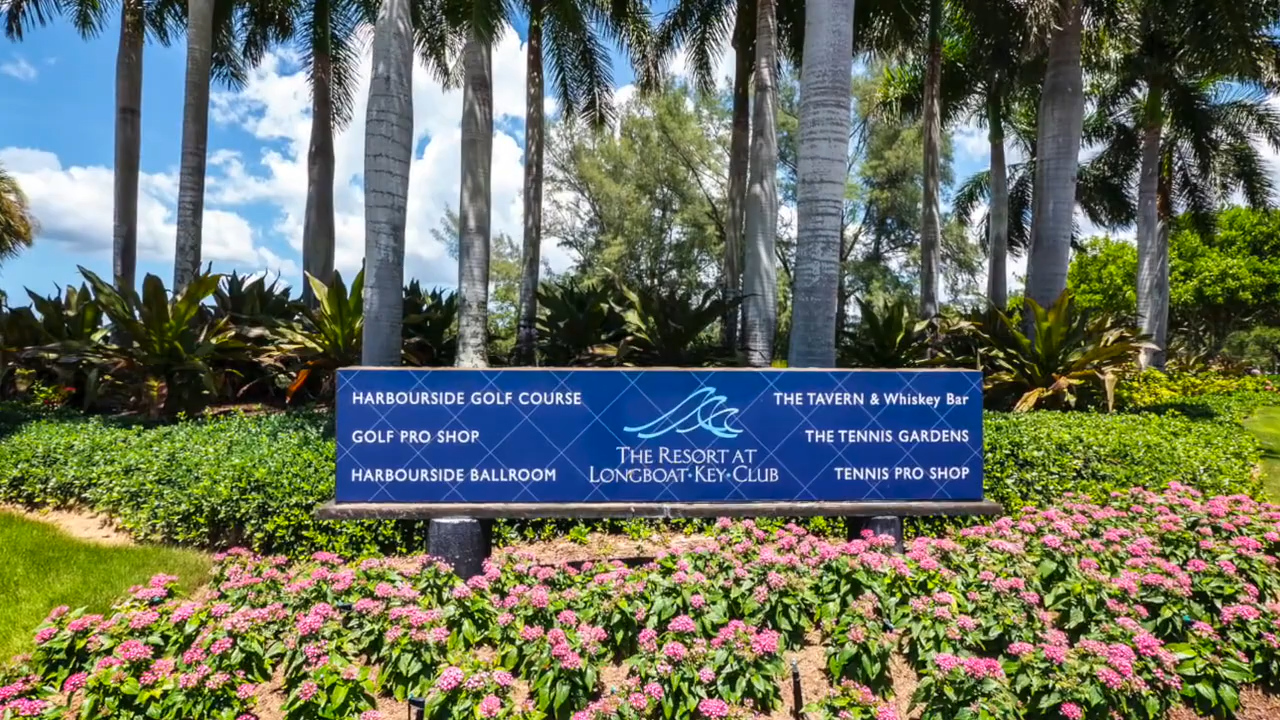 HARBOURSIDE GOLF COURSE
GOLF PRO SHOP
HARBOURSIDE BALLROOM
THE RESORT AT
LONGBOAT·KEY·CLUB
THE TAVERN & Whiskey Bar
THE TENNIS GARDENS
TENNIS PRO SHOP